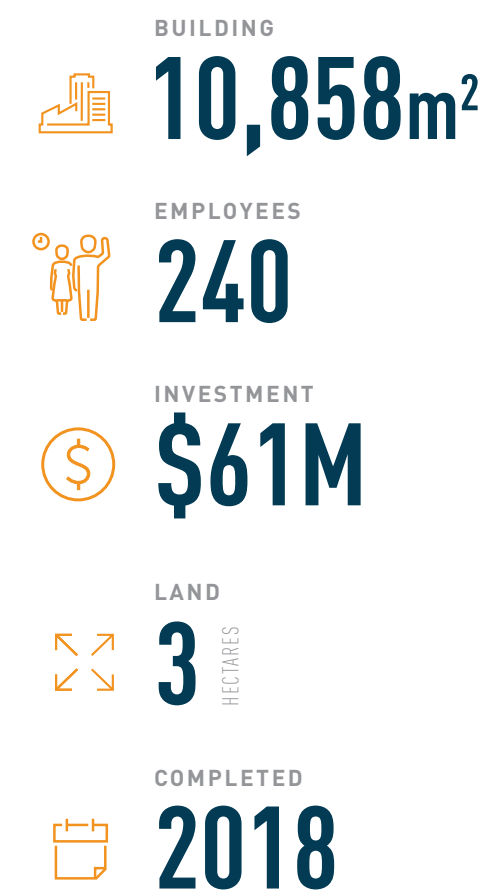 BUILDING
10,858m²
EMPLOYEES
240
INVESTMENT
$61M
LAND
3 HECTARES
COMPLETED
2018